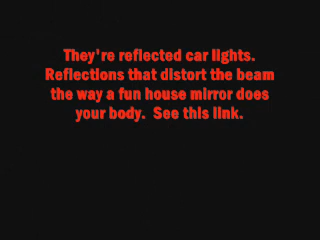 They're reflected car lights.
Reflections that distort the beam
the way a fun house mirror does
your body.  See this link.